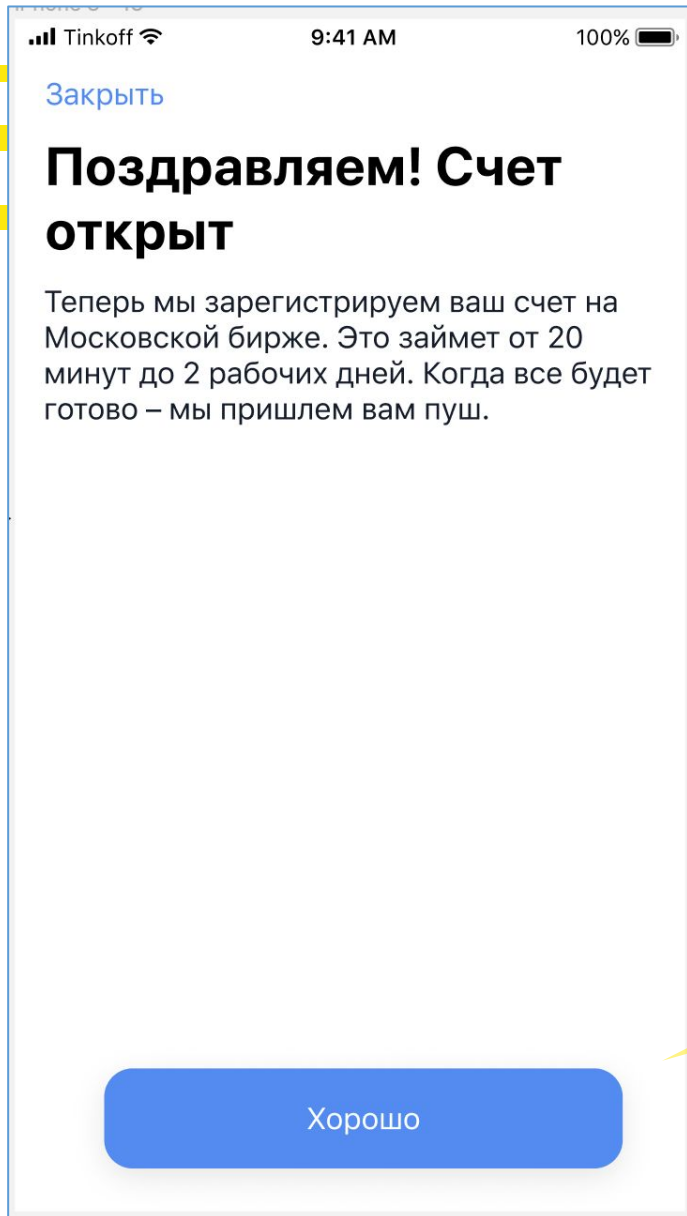 Tinkoff 9:41 AM 100%
Закрыть
Поздравляем! Счет
открыт
Теперь мы зарегистрируем ваш счет на
Московской бирже. Это займет от 20
минут до 2 рабочих дней. Когда все будет
готово – мы пришлем вам пуш.
Хорошо